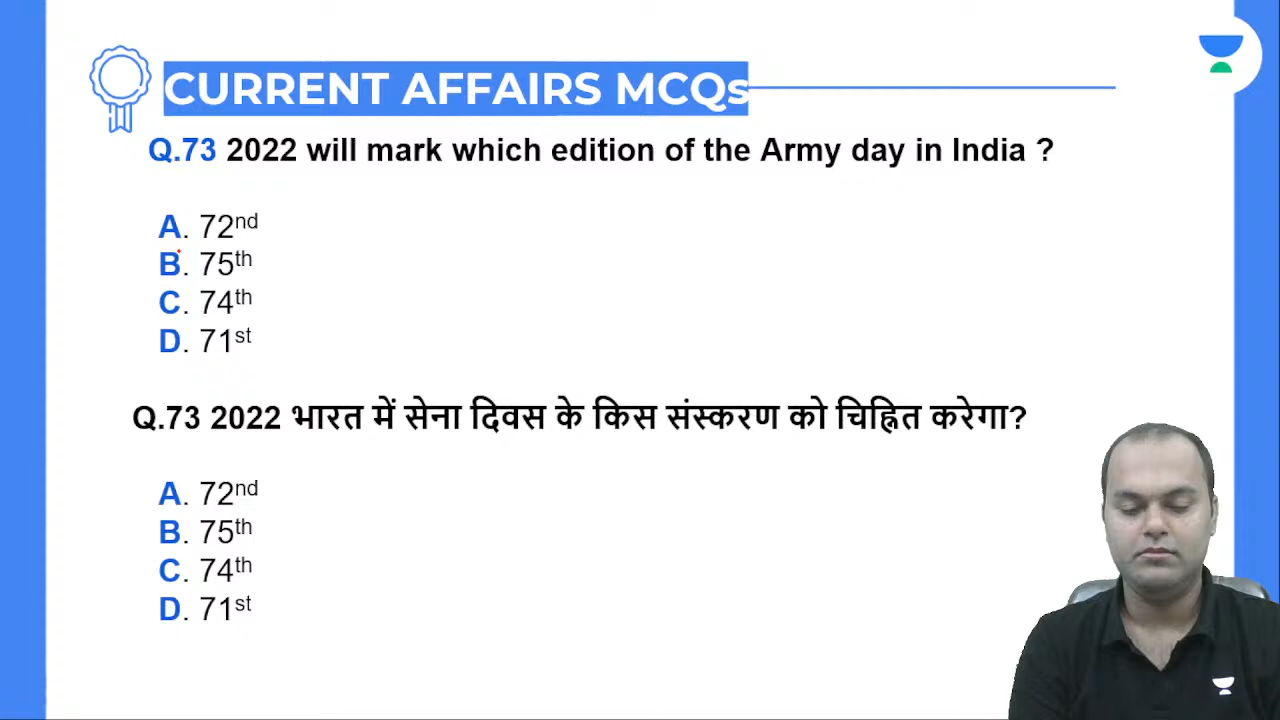 CURRENT AFFAIRS MCQs
Q.73 2022 will mark which edition of the Army day in India ?
A. 72nd
B. 75th
C. 74th
D. 71st
Q.73 2022 भारत में सेना दिवस के किस संस्करण को चिह्नित करेगा?
A. 72nd
B. 75th
C. 74th
D. 71st